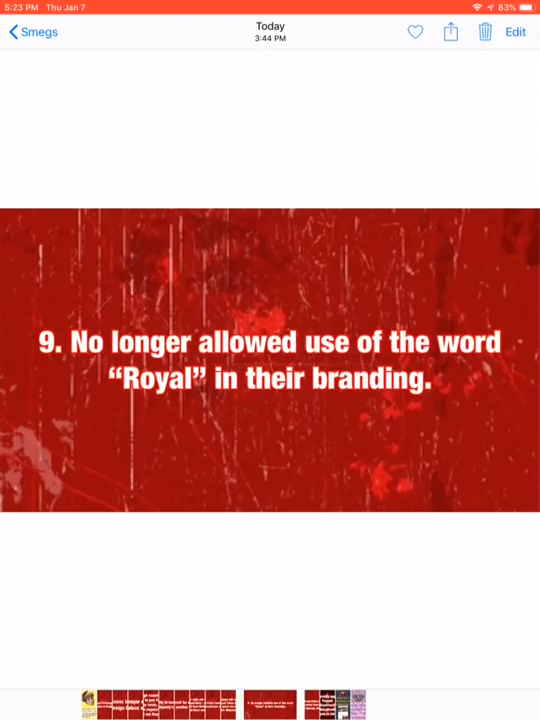 5:23 PM Thu Jan 7
83%
Smegs
Today
Edit
3:44 PM
9. No longer allowed use of the word
“Royal” in their branding.